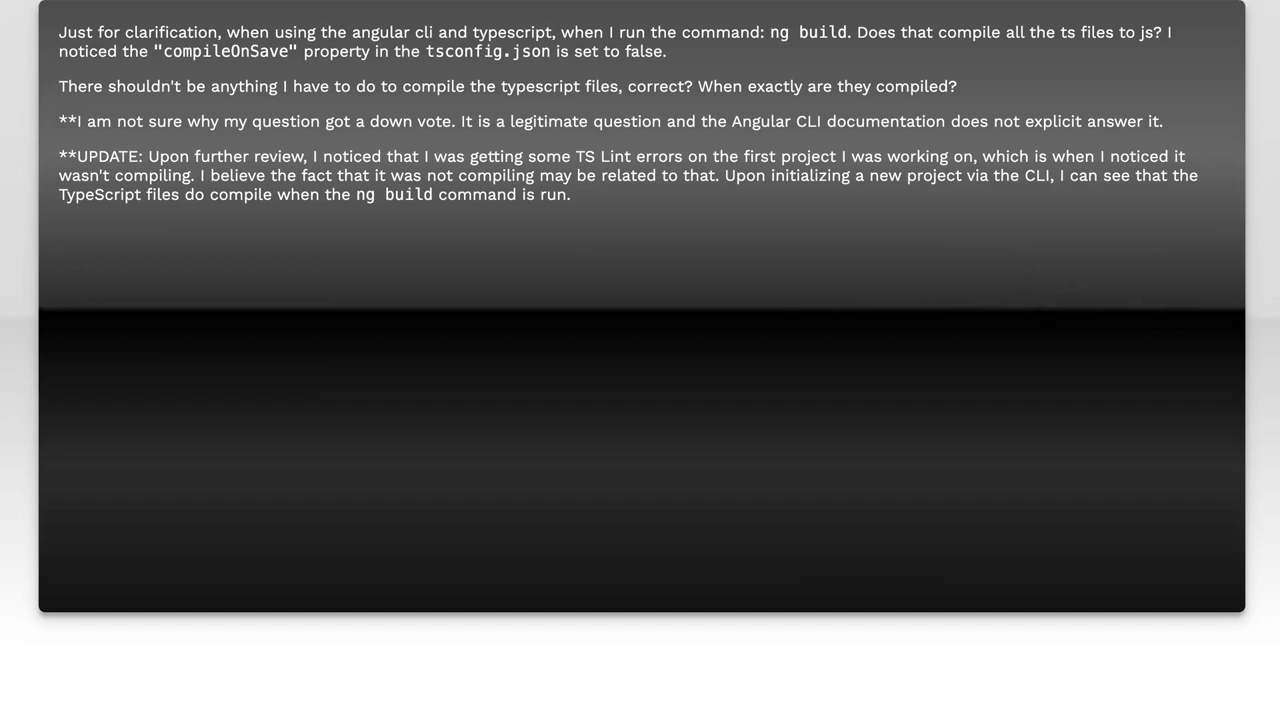 Just for clarification, when using the angular cli and typescript, when I run the command: ng build. Does that compile all the ts files to js? I
noticed the "compileOnSave" property in the tsconfig.json is set to false.
There shouldn't be anything I have to do to compile the typescript files, correct? When exactly are they compiled?
**I am not sure why my question got a down vote. It is a legitimate question and the Angular CLI documentation does not explicit answer it.
**UPDATE: Upon further review, I noticed that I was getting some TS Lint errors on the first project I was working on, which is when I noticed it
wasn't compiling. I believe the fact that it was not compiling may be related to that. Upon initializing a new project via the CLI, I can see that the
TypeScript files do compile when the ng build command is run.